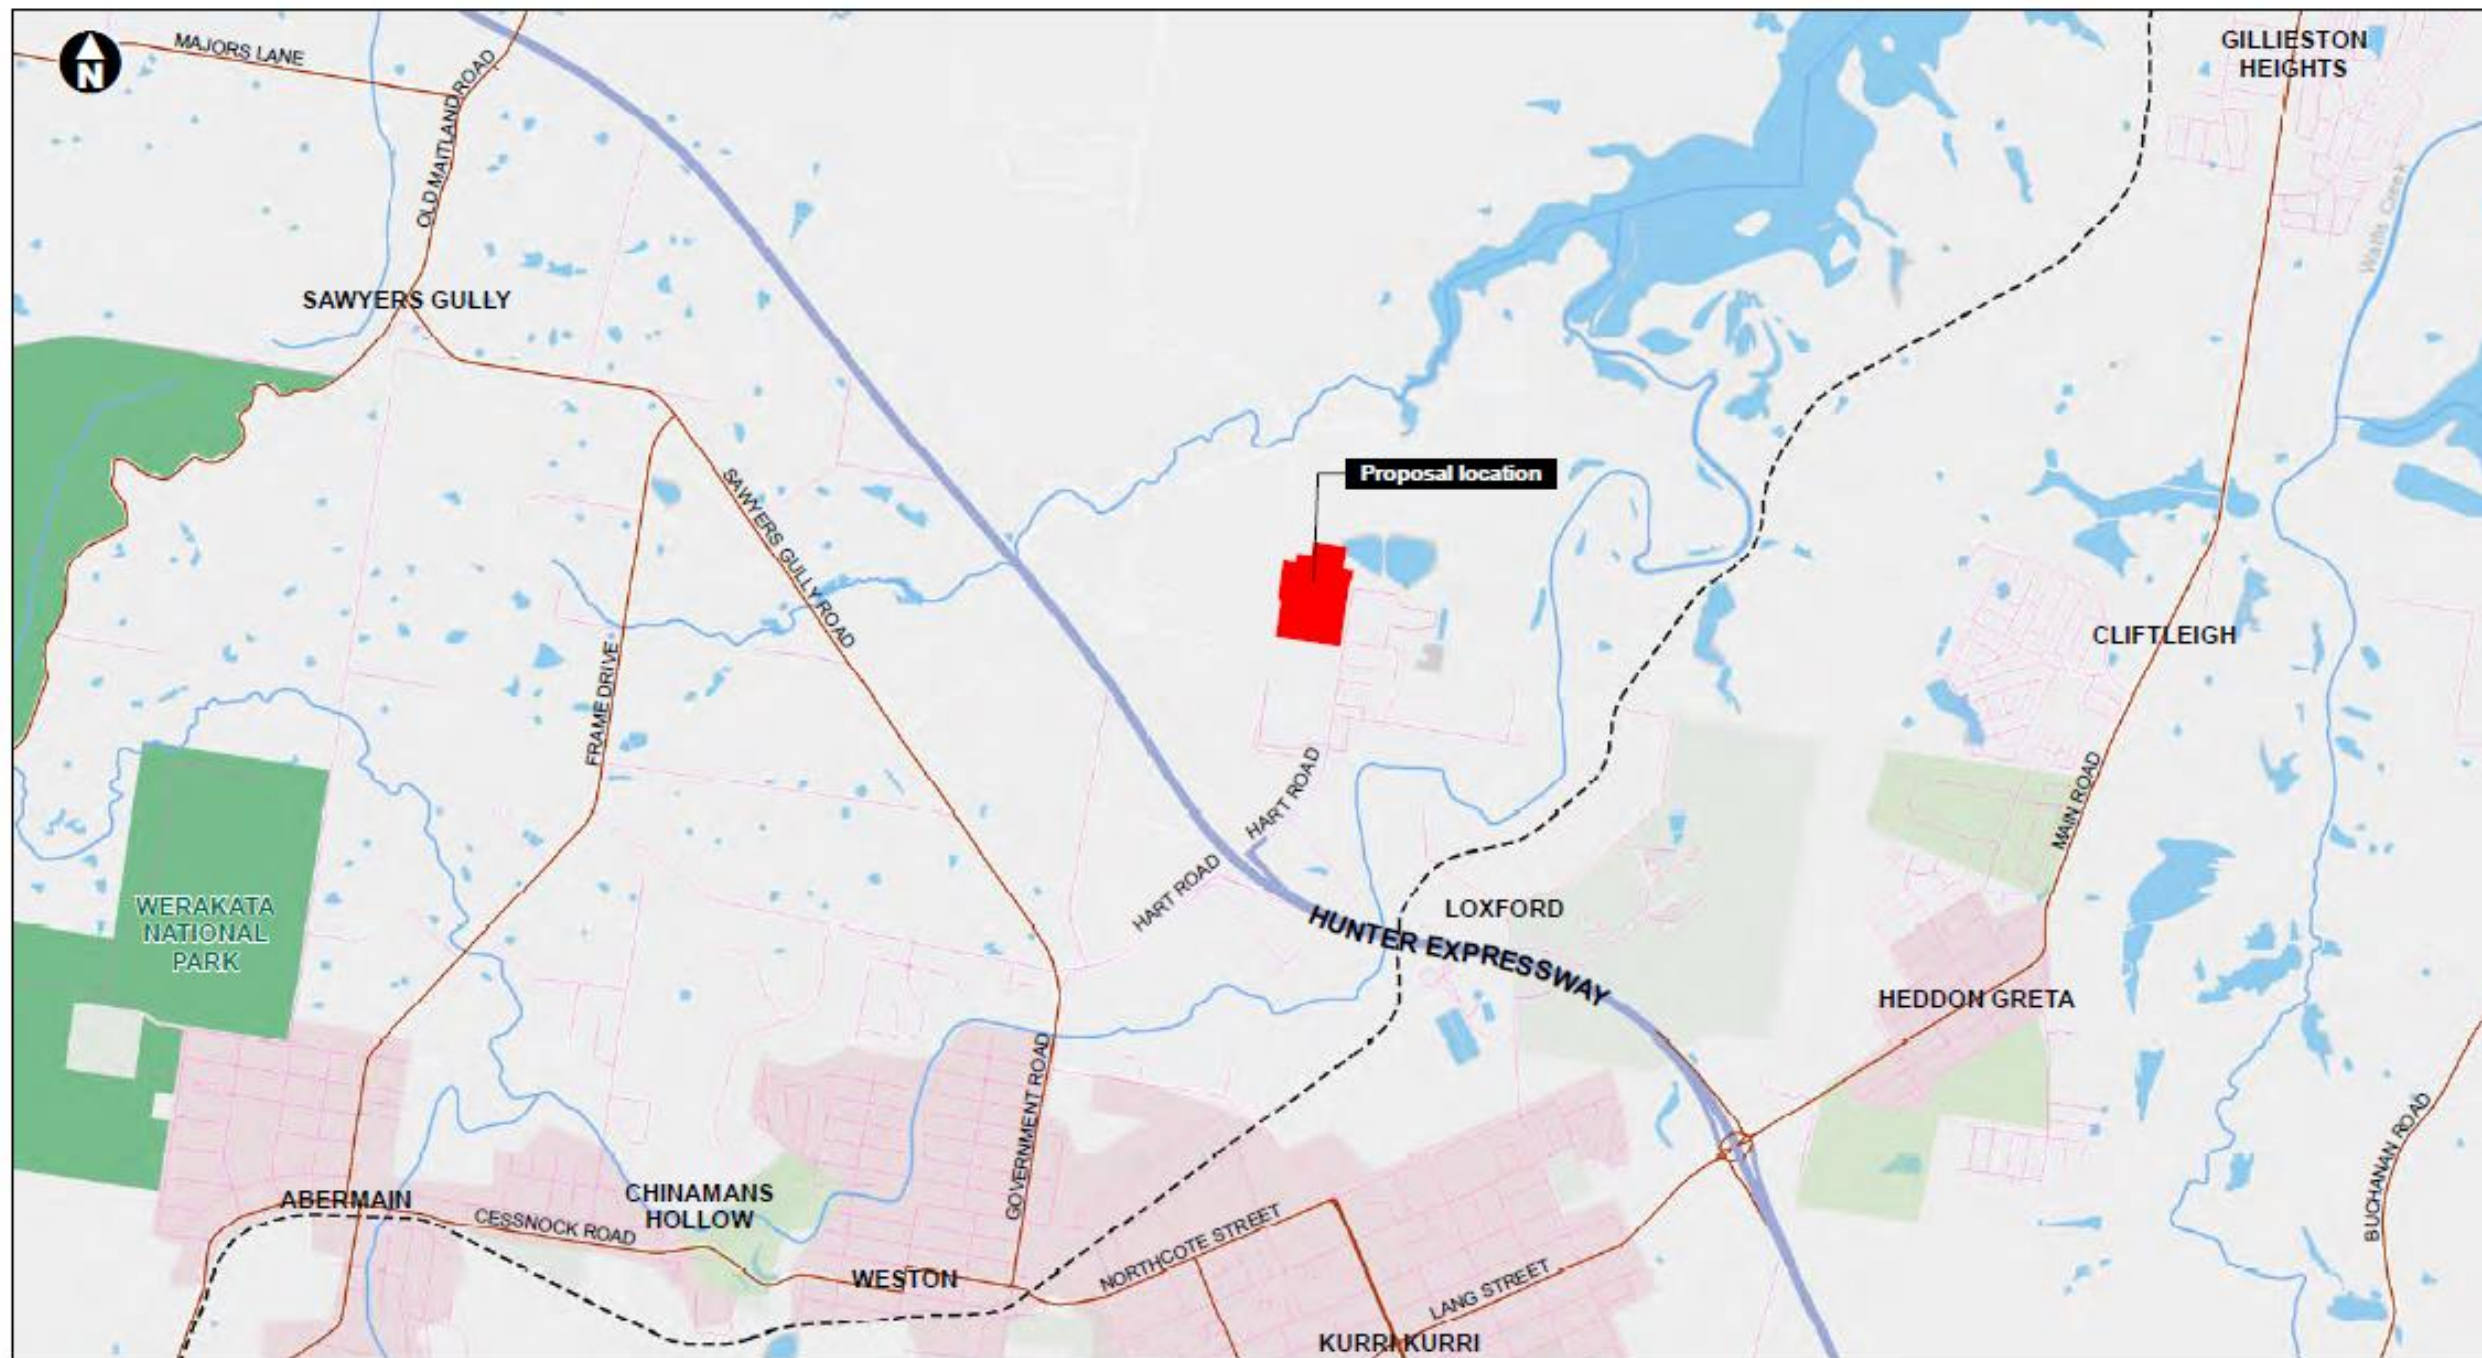 N
MAJORS LANE
OLD MAITLAND ROAD
GILLIESTON
HEIGHTS
Wallis Creek
SAWYERS GULLY
Proposal location
SAWYERS GULLY ROAD
CLIFTLEIGH
FRAME DRIVE
HART ROAD
MAIN ROAD
HART ROAD
WERAKATA
NATIONAL
PARK
LOXFORD
HUNTER EXPRESSWAY
HEDDON GRETA
GOVERNMENT ROAD
BUCHANAN ROAD
ABERMAIN
CHINAMANS
HOLLOW
CESSNOCK ROAD
WESTON
NORTHCOTE STREET
LANG STREET
KURRI KURRI